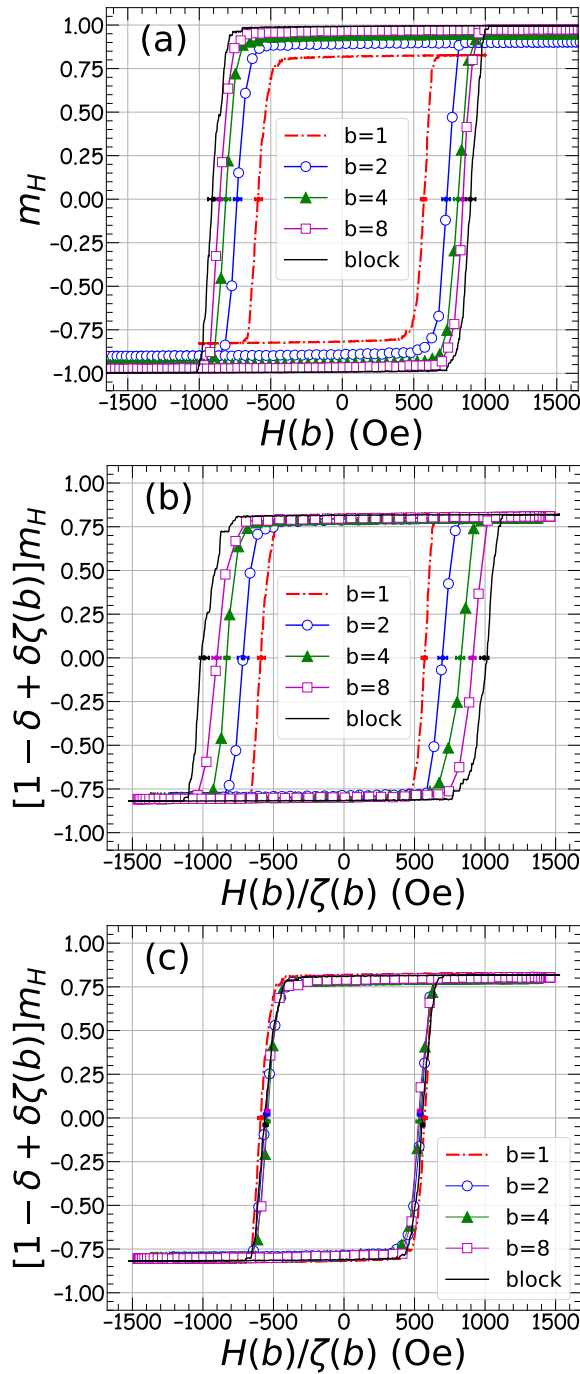 (a)
1.00
0.75
0.50
0.25
0.00
−0.25
−0.50
−0.75
−1.00
m_H
b=1
b=2
b=4
b=8
block
−1500 −1000 −500 0 500 1000 1500
H(b) (Oe)
(b)
1.00
0.75
0.50
0.25
0.00
−0.25
−0.50
−0.75
−1.00
[1 − δ + δζ(b)]m_H
b=1
b=2
b=4
b=8
block
−1500 −1000 −500 0 500 1000 1500
H(b)/ζ(b) (Oe)
(c)
1.00
0.75
0.50
0.25
0.00
−0.25
−0.50
−0.75
−1.00
[1 − δ + δζ(b)]m_H
b=1
b=2
b=4
b=8
block
−1500 −1000 −500 0 500 1000 1500
H(b)/ζ(b) (Oe)